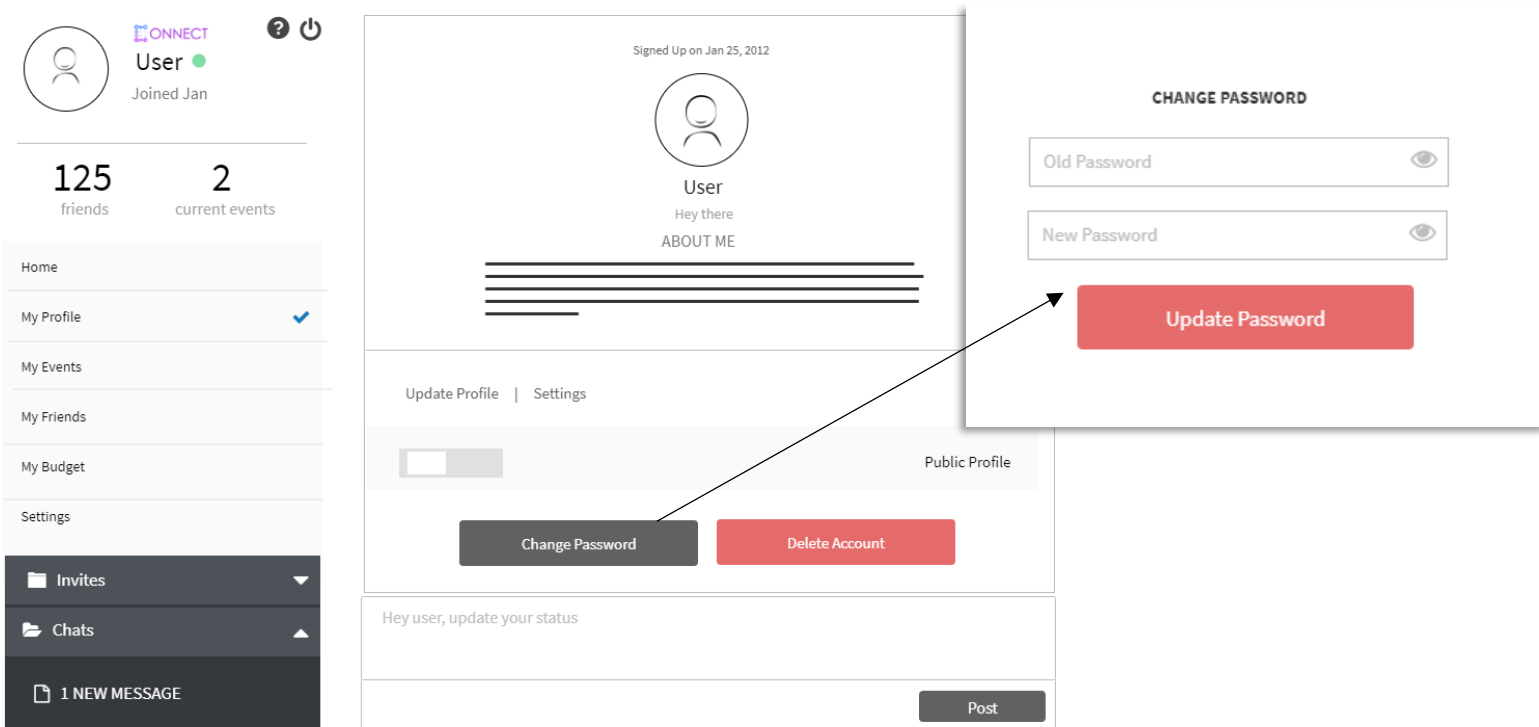 CONNECT
User
Joined Jan
125
friends
2
current events
Home
My Profile
My Events
My Friends
My Budget
Settings
Invites
Chats
1 NEW MESSAGE
Signed Up on Jan 25, 2012
User
Hey there
ABOUT ME
Update Profile | Settings
Public Profile
Change Password
Delete Account
Hey user, update your status
Post
CHANGE PASSWORD
Old Password
New Password
Update Password